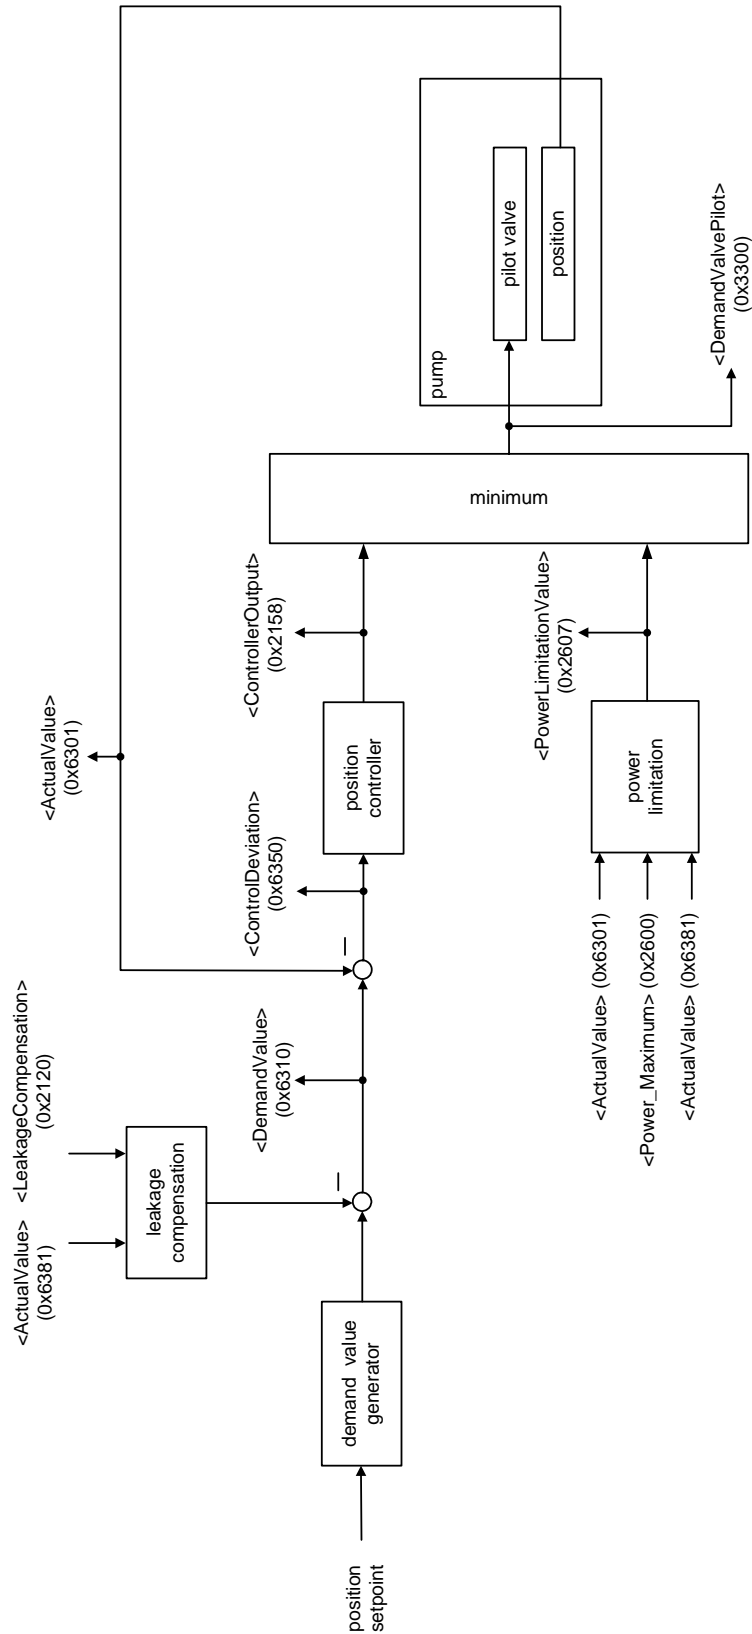 position
setpoint
demand value
generator
<ActualValue>
(0x6381)
<LeakageCompensation>
(0x2120)
leakage
compensation
–
<DemandValue>
(0x6310)
–
<ControlDeviation>
(0x6350)
<ActualValue>
(0x6301)
position
controller
<ControllerOutput>
(0x2158)
<ActualValue> (0x6301)
<Power_Maximum> (0x2600)
<ActualValue> (0x6381)
power
limitation
<PowerLimitationValue>
(0x2607)
minimum
pump
pilot valve
position
<DemandValvePilot>
(0x3300)